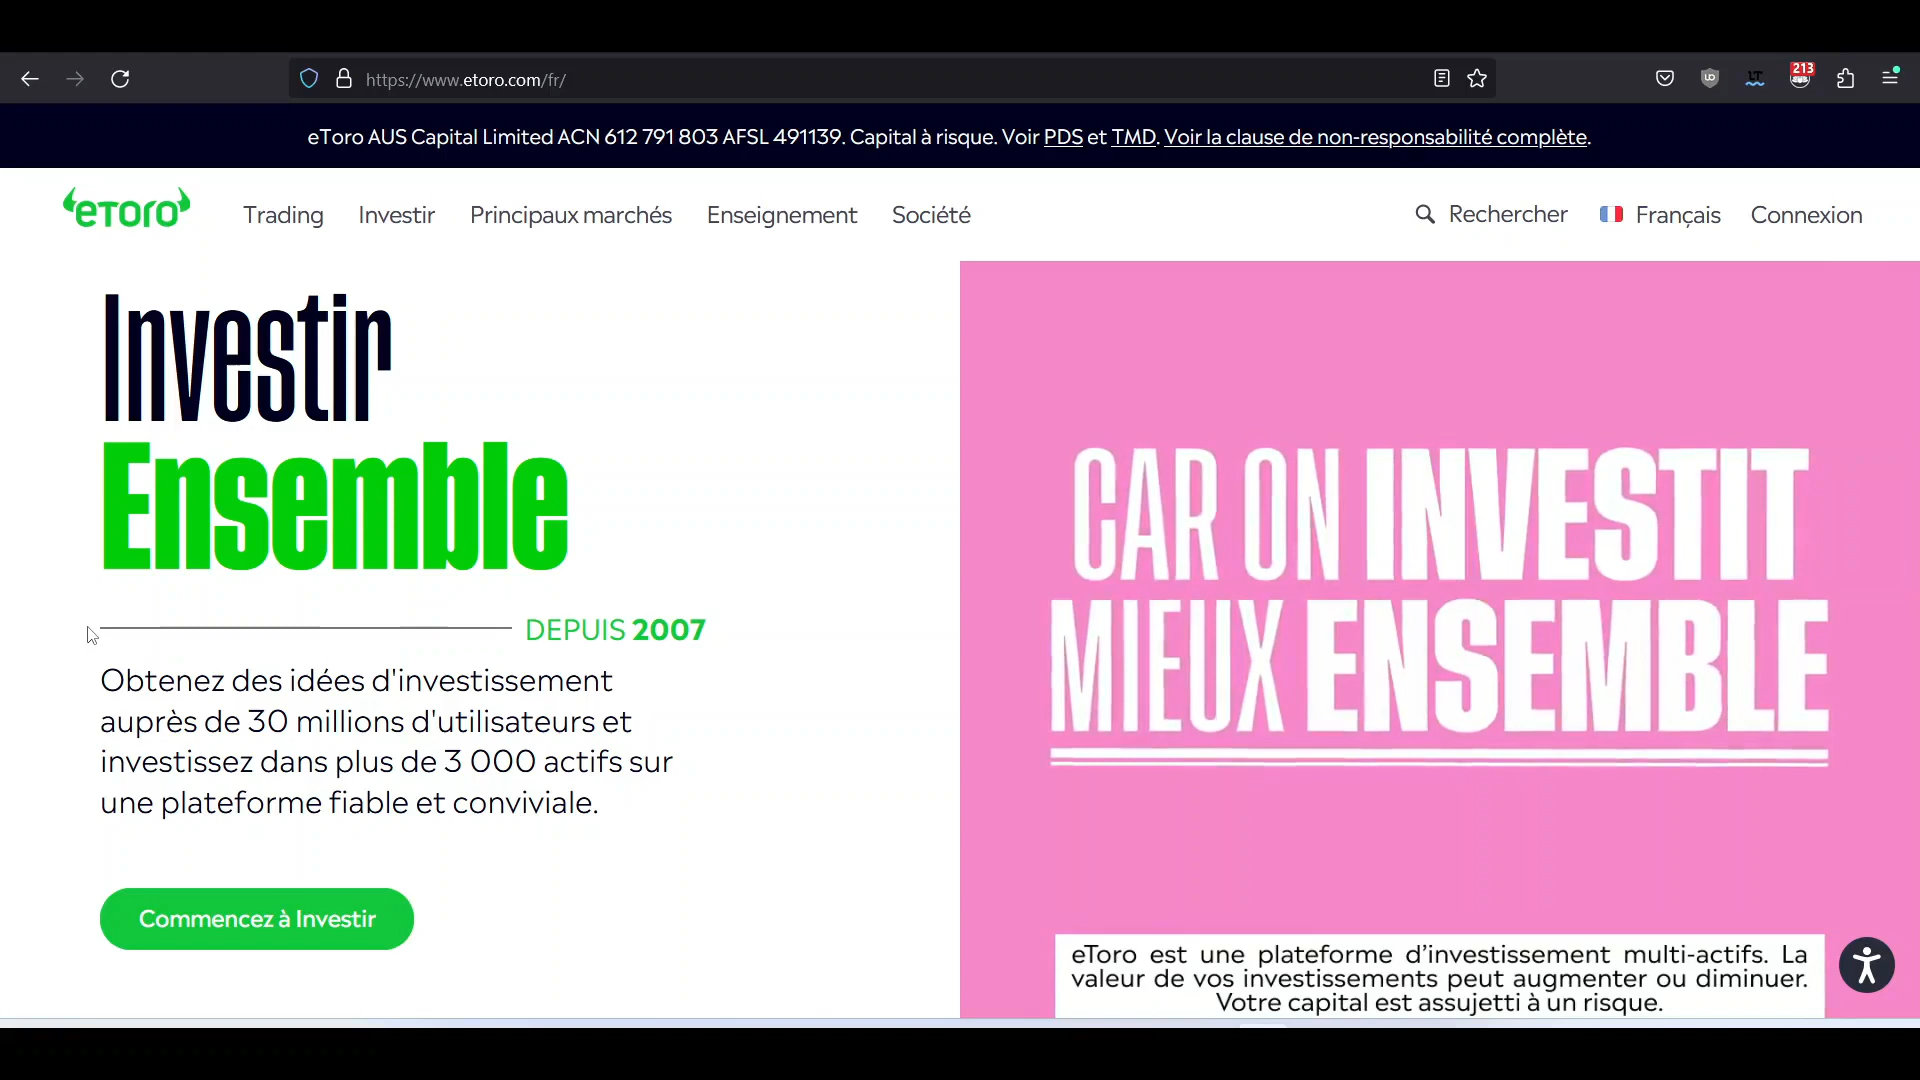 213
https://www.etoro.com/fr/
eToro AUS Capital Limited ACN 612 791 803 AFSL 491139. Capital à risque. Voir PDS et TMD. Voir la clause de non-responsabilité complète.
eToro
Trading
Investir
Principaux marchés
Enseignement
Société
Rechercher
Français
Connexion
Investir
Ensemble
DEPUIS 2007
Obtenez des idées d'investissement
auprès de 30 millions d'utilisateurs et
investissez dans plus de 3 000 actifs sur
une plateforme fiable et conviviale.
Commencez à Investir
CAR ON INVESTIT
MIEUX ENSEMBLE
eToro est une plateforme d’investissement multi-actifs. La
valeur de vos investissements peut augmenter ou diminuer.
Votre capital est assujetti à un risque.